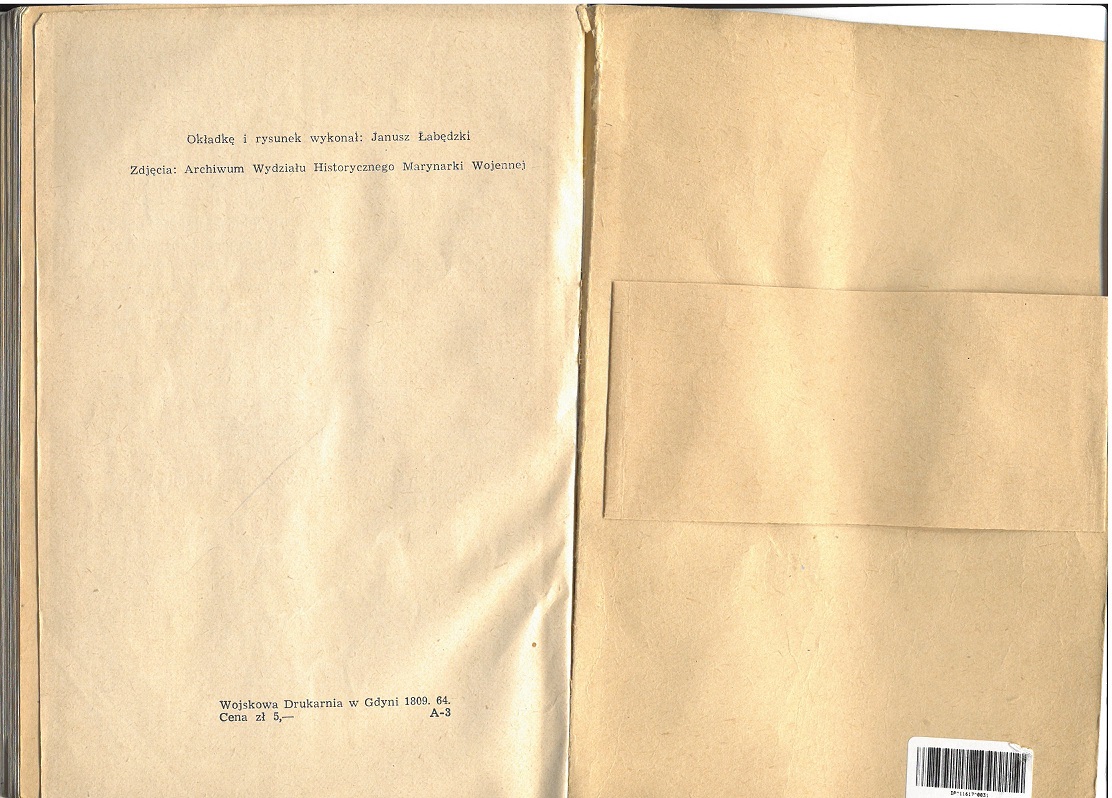 Okładkę i rysunek wykonał: Janusz Łabędzki
Zdjęcia: Archiwum Wydziału Historycznego Marynarki Wojennej
Wojskowa Drukarnia w Gdyni 1809. 64.
Cena zł 5,— A-3